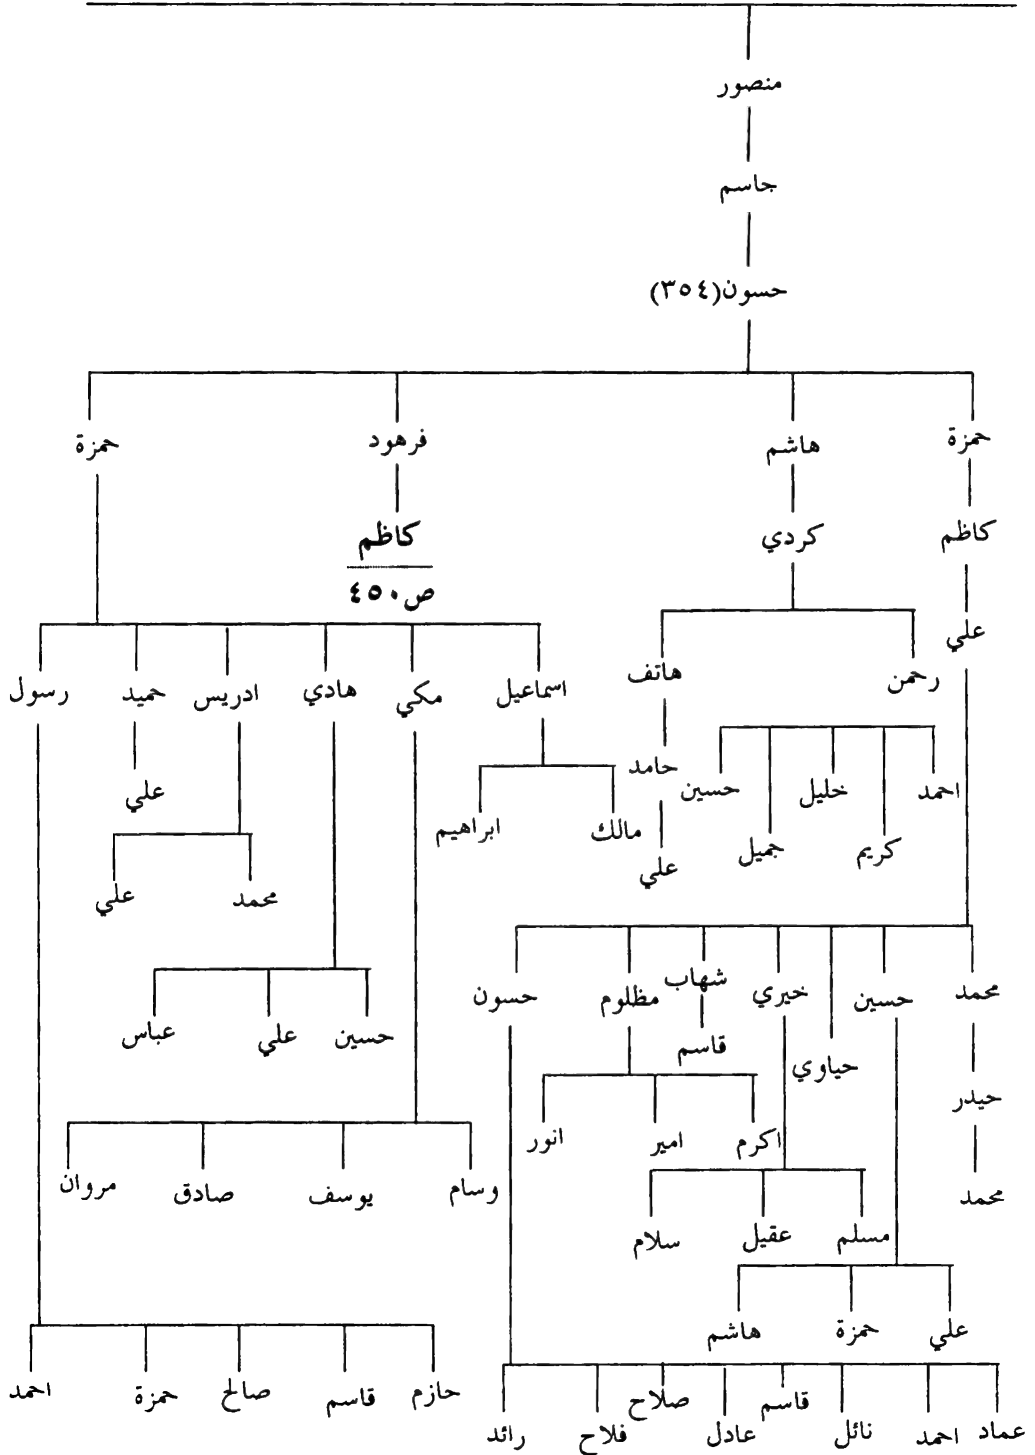 منصور
جاسم
حسون(٣٥٤)
حمزة هاشم فرهود حمزة
كاظم كردي كاظم
ص٤٥٠
علي
رحمن هاتف اسماعيل مكي هادي ادريس حميد رسول
احمد خليل حسين حامد علي
كريم جميل علي مالك ابراهيم
محمد علي
محمد حسين خيري شهاب مظلوم حسون
حياوي قاسم حسين علي عباس
حيدر
اكرم امير انور
محمد وسام يوسف صادق مروان
مسلم عقيل سلام
علي حمزة هاشم
حازم قاسم صالح حمزة احمد
عماد احمد نائل قاسم عادل صلاح فلاح رائد